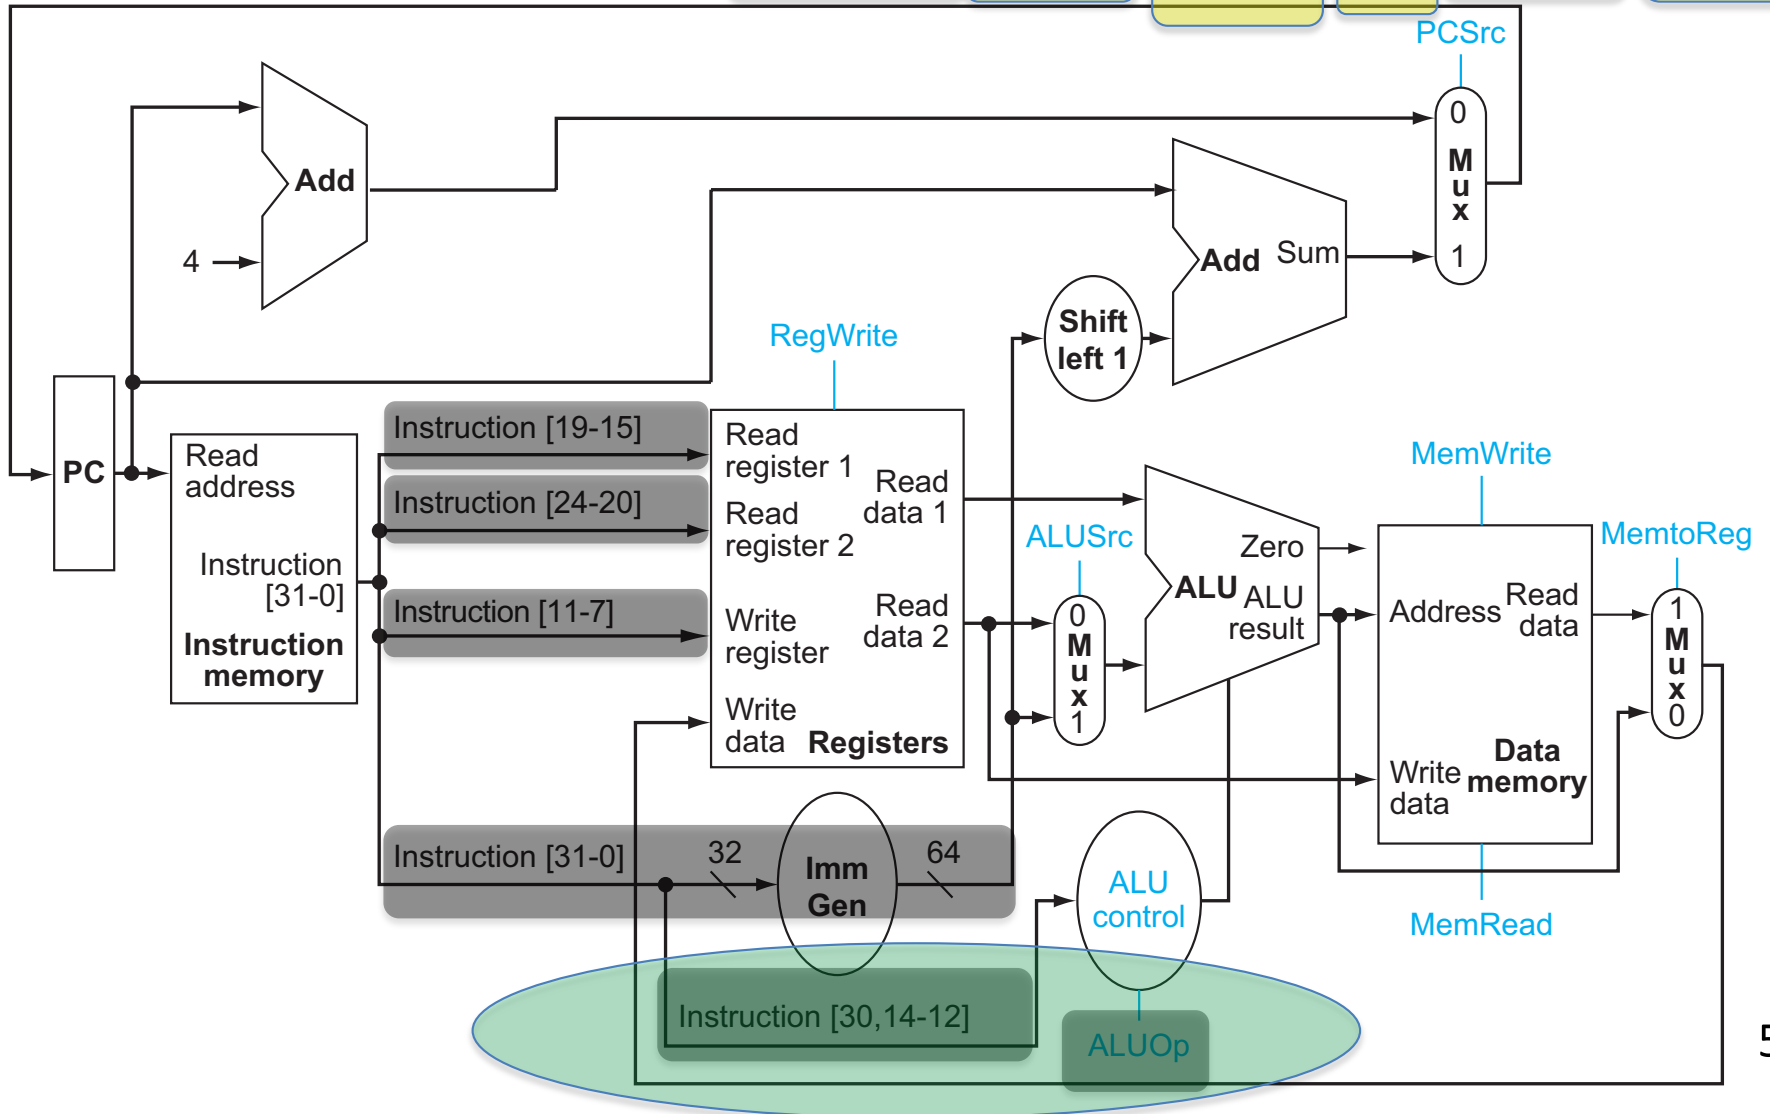 PCSrc
0
M
u
x
1
Add
4
Add Sum
Shift
left 1
RegWrite
PC
Read
address
Instruction
[31-0]
Instruction
memory
Instruction [19-15]
Instruction [24-20]
Instruction [11-7]
Read
register 1
Read
data 1
Read
register 2
Write
register
Read
data 2
Write
data
Registers
ALUSrc
0
M
u
x
1
Zero
ALU
ALU
result
MemWrite
Address
Read
data
Write
data
Data
memory
MemRead
MemtoReg
1
M
u
x
0
Instruction [31-0]
32
Imm
Gen
64
ALU
control
Instruction [30,14-12]
ALUOp